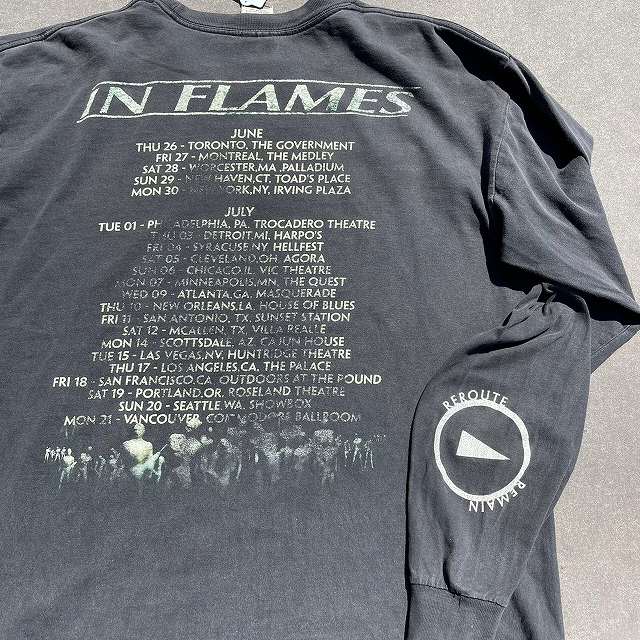 IN FLAMES
JUNE
THU 26 - TORONTO, THE GOVERNMENT
FRI 27 - MONTREAL, THE MEDLEY
SAT 28 - WORCESTER,MA ,PALLADIUM
SUN 29 - NEW HAVEN,CT. TOAD'S PLACE
MON 30 - NEW YORK,NY, IRVING PLAZA
JULY
TUE 01 - PHILADELPHIA, PA. TROCADERO THEATRE
THU 03 - DETROIT,MI. HARPO'S
FRI 04 - SYRACUSE,NY. HELLFEST
SAT 05 - CLEVELAND,OH. AGORA
SUN 06 - CHICAGO,IL. VIC THEATRE
MON 07 - MINNEAPOLIS,MN, THE QUEST
WED 09 - ATLANTA,GA, MASQUERADE
THU 10 - NEW ORLEANS,LA. HOUSE OF BLUES
FRI 11 - SAN ANTONIO, TX. SUNSET STATION
SAT 12 - MCALLEN, TX, VILLA REALLE
MON 14 - SCOTTSDALE, AZ, CAJUN HOUSE
TUE 15 - LAS VEGAS,NV, HUNTRIDGE THEATRE
THU 17 - LOS ANGELES,CA, THE PALACE
FRI 18 - SAN FRANCISCO,CA, OUTDOORS AT THE POUND
SAT 19 - PORTLAND,OR. ROSELAND THEATRE
SUN 20 - SEATTLE,WA. SHOWBOX
MON 21 - VANCOUVER, COMMODORE BALLROOM
REROUTE
REMAIN